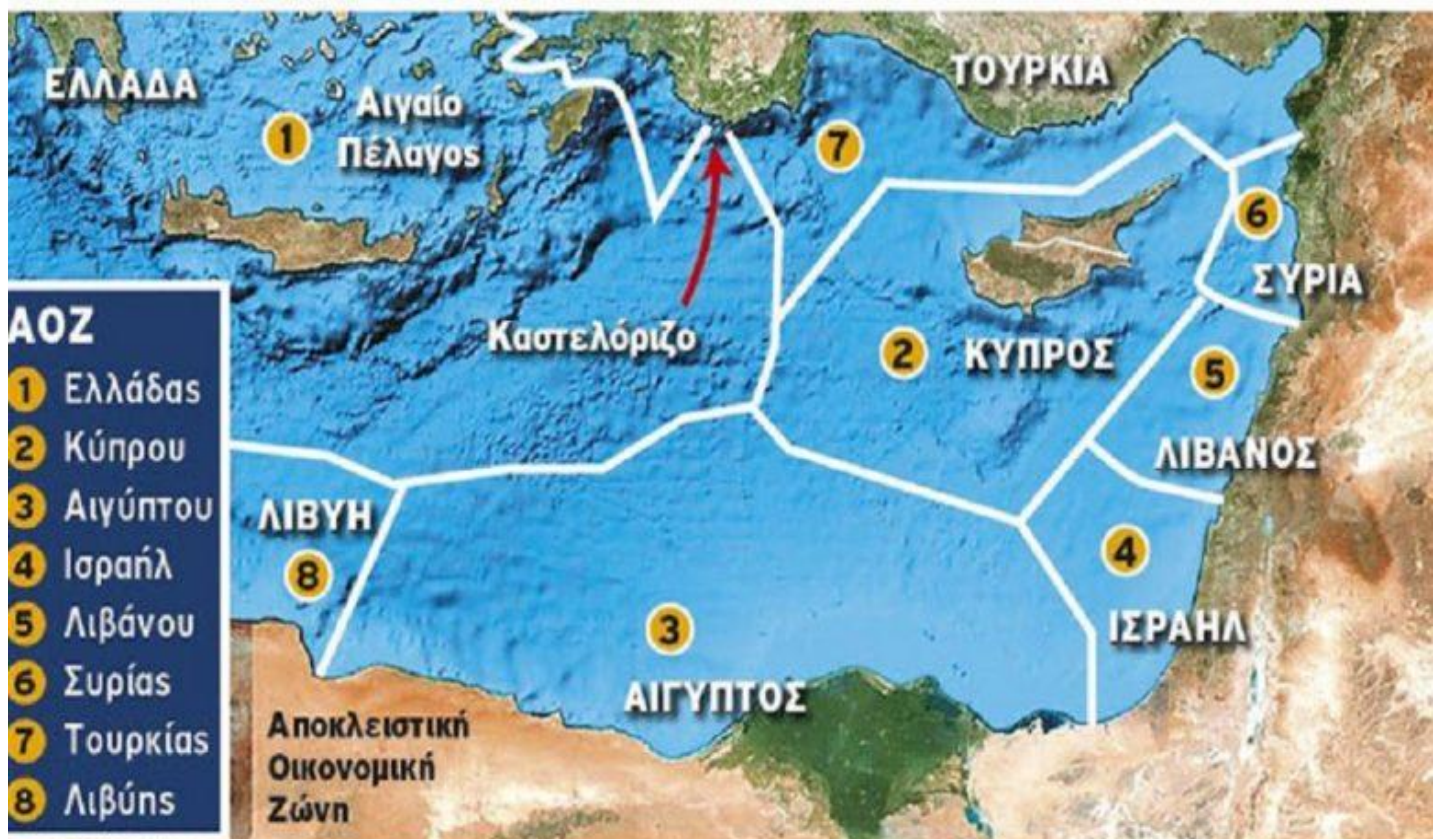 ΕΛΛΑΔΑ
1
Αιγαίο
Πέλαγος
7
ΤΟΥΡΚΙΑ
6
ΣΥΡΙΑ
Καστελόριζο
2
ΚΥΠΡΟΣ
5
ΛΙΒΑΝΟΣ
ΛΙΒΥΗ
8
4
ΙΣΡΑΗΛ
3
ΑΙΓΥΠΤΟΣ
ΑΟΖ
1 Ελλάδας
2 Κύπρου
3 Αιγύπτου
4 Ισραήλ
5 Λιβάνου
6 Συρίας
7 Τουρκίας
8 Λιβύης
Αποκλειστική
Οικονομική
Ζώνη